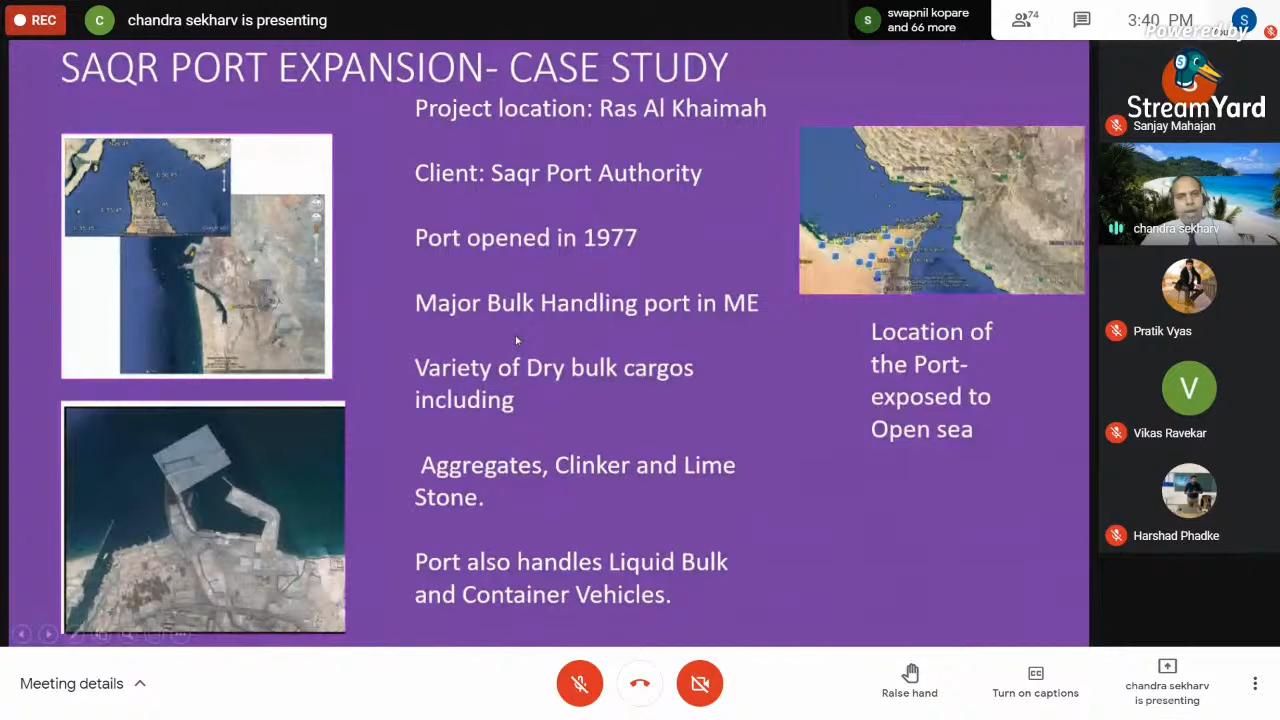 REC
C
chandra sekharv is presenting
S
swapnil kopare
and 66 more
74
3:40 PM
S
You
Powered by
StreamYard
SAQR PORT EXPANSION- CASE STUDY
Project location: Ras Al Khaimah
Client: Saqr Port Authority
Port opened in 1977
Major Bulk Handling port in ME
Variety of Dry bulk cargos
including
Aggregates, Clinker and Lime
Stone.
Port also handles Liquid Bulk
and Container Vehicles.
Location of
the Port-
exposed to
Open sea
Sanjay Mahajan
chandra sekharv
Pratik Vyas
V
Vikas Ravekar
Harshad Phadke
Meeting details
Raise hand
CC
Turn on captions
chandra sekharv
is presenting